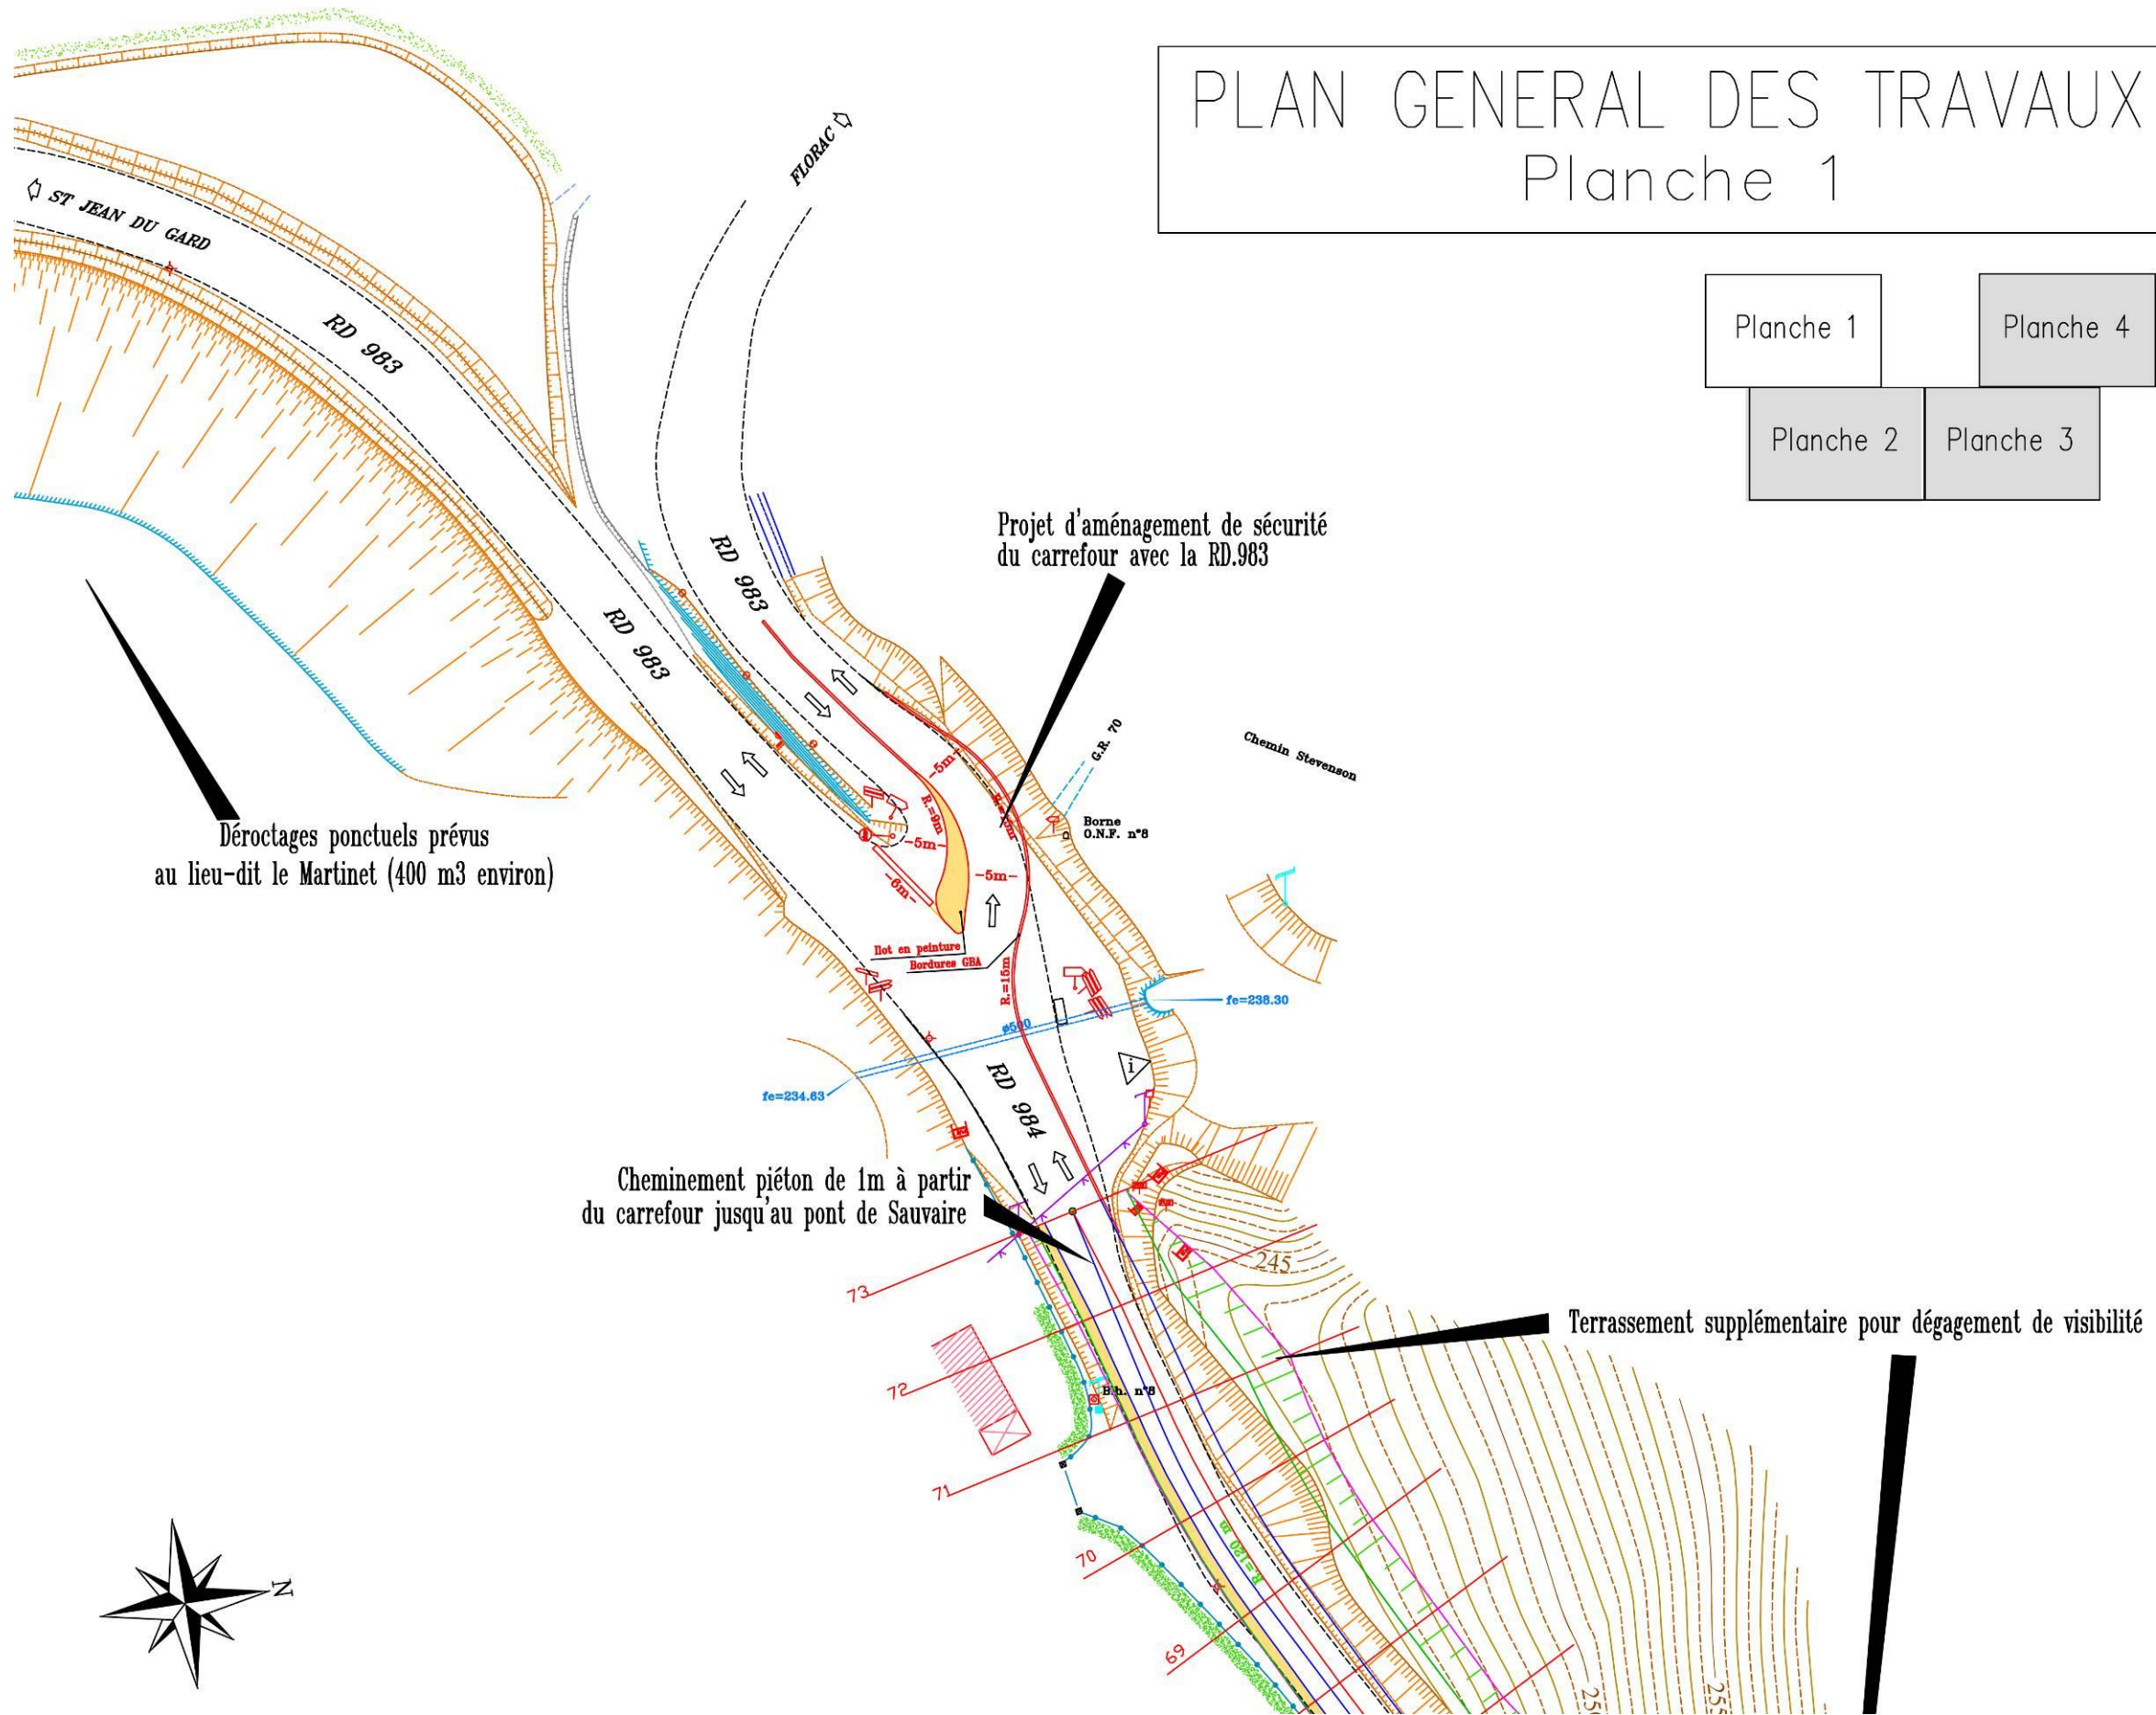 PLAN GENERAL DES TRAVAUX
Planche 1
Planche 1
Planche 4
Planche 2
Planche 3
FLORAC
ST JEAN DU GARD
RD 983
RD 983
RD 983
Projet d'aménagement de sécurité
du carrefour avec la RD.983
G.R. 70
Chemin Stevenson
Borne
O.N.F. n°8
-5m-
R.=9m
-5m-
-5m-
-6m-
Déroctages ponctuels prévus
au lieu-dit le Martinet (400 m3 environ)
Ilot en peinture
Bordures GBA
R.=15m
fe=238.30
ø500
fe=234.63
i
RD 984
Cheminement piéton de 1m à partir
du carrefour jusqu'au pont de Sauvaire
245
73
Terrassement supplémentaire pour dégagement de visibilité
72
B.h. n°8
71
70
R=120 m
69
N
255